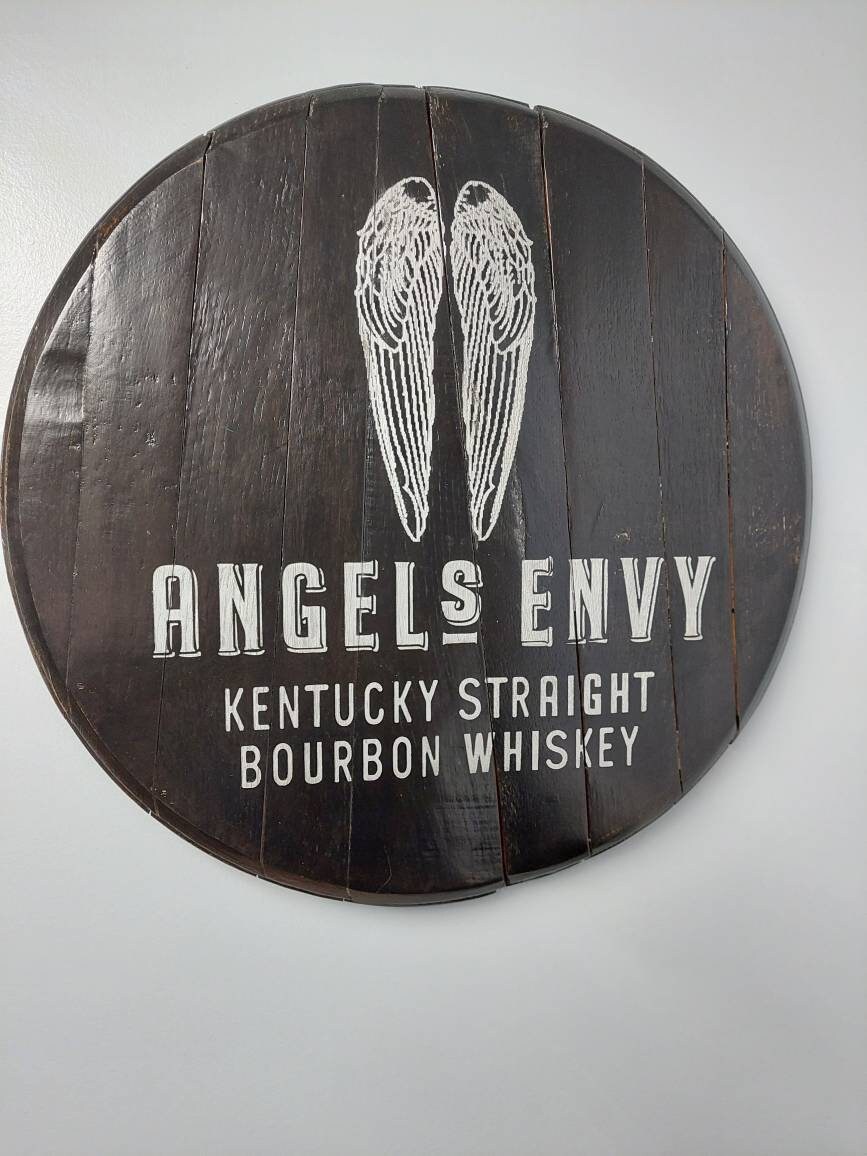 ANGELS ENVY
KENTUCKY STRAIGHT
BOURBON WHISKEY